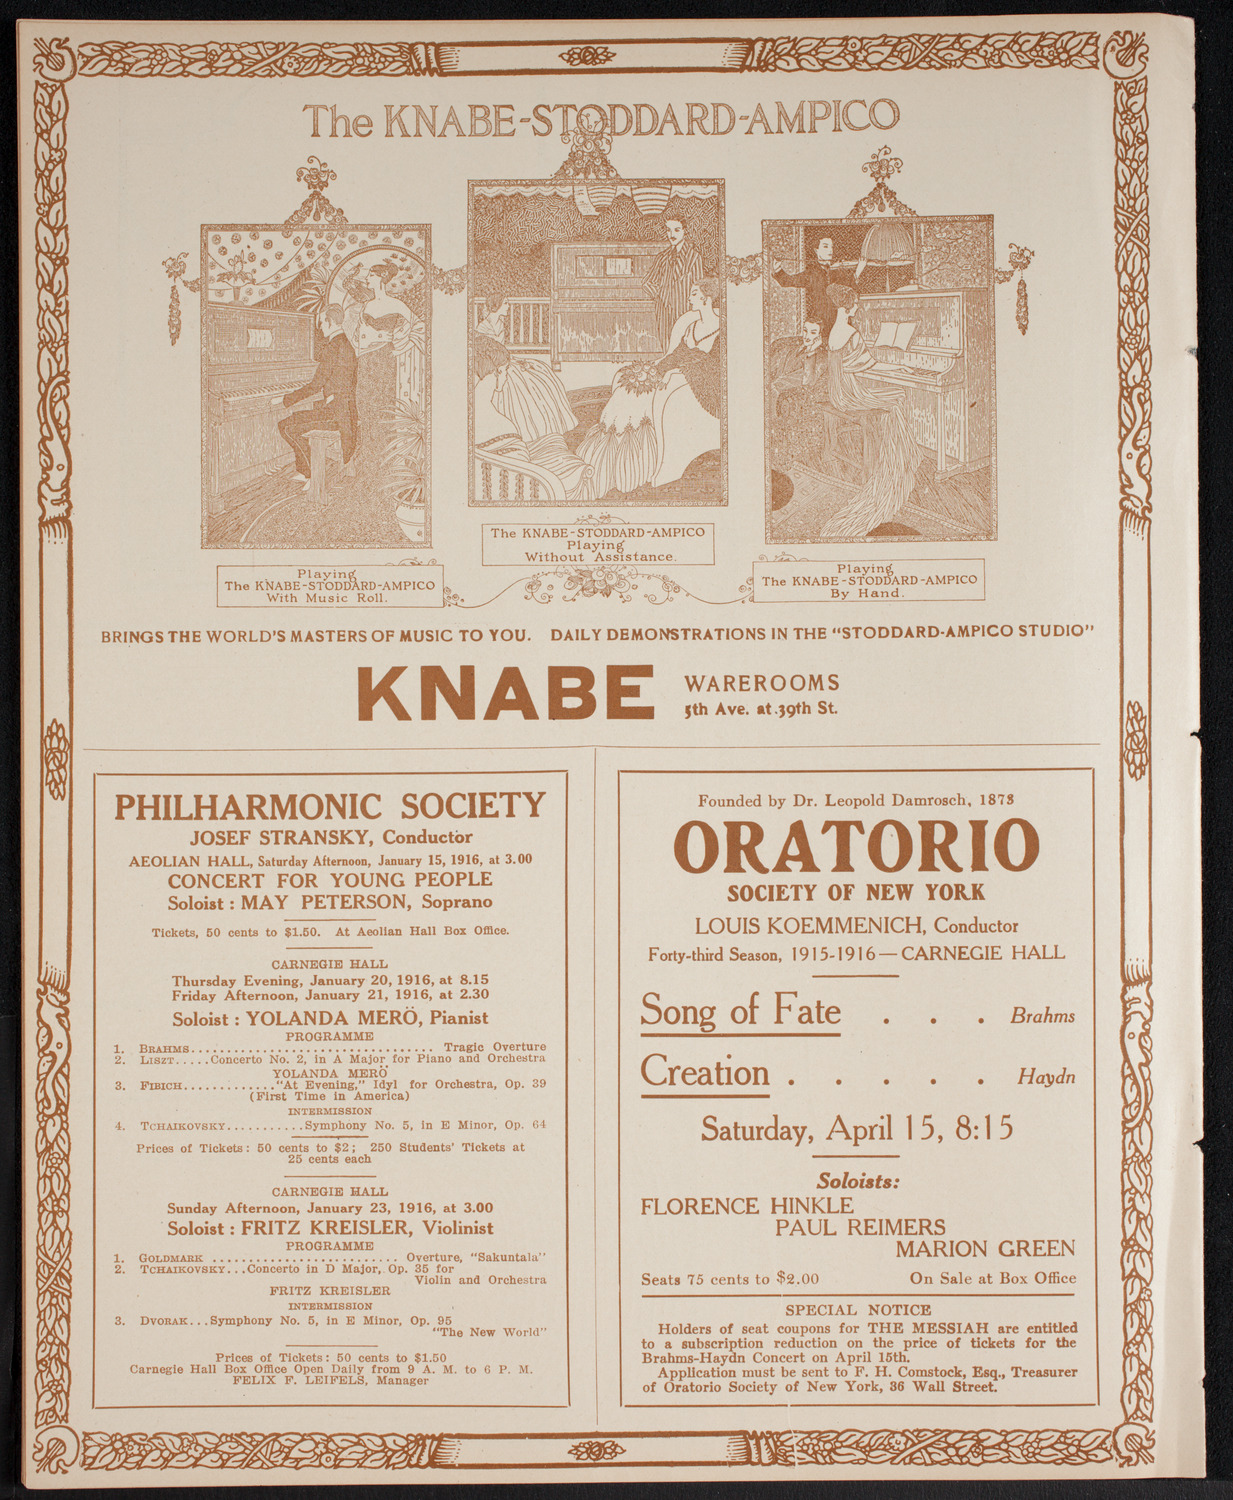 The KNABE-STODDARD-AMPICO
Playing
The KNABE-STODDARD-AMPICO
With Music Roll.
The KNABE-STODDARD-AMPICO
Playing
Without Assistance.
Playing
The KNABE-STODDARD-AMPICO
By Hand.
BRINGS THE WORLD'S MASTERS OF MUSIC TO YOU. DAILY DEMONSTRATIONS IN THE "STODDARD-AMPICO STUDIO"
KNABE
WAREROOMS
5th Ave. at 39th St.
PHILHARMONIC SOCIETY
JOSEF STRANSKY, Conductor
AEOLIAN HALL, Saturday Afternoon, January 15, 1916, at 3.00
CONCERT FOR YOUNG PEOPLE
Soloist : MAY PETERSON, Soprano
Tickets, 50 cents to $1.50. At Aeolian Hall Box Office.
CARNEGIE HALL
Thursday Evening, January 20, 1916, at 8.15
Friday Afternoon, January 21, 1916, at 2.30
Soloist : YOLANDA MERÖ, Pianist
PROGRAMME
1. BRAHMS................................. Tragic Overture
2. LISZT.....Concerto No. 2, in A Major for Piano and Orchestra
YOLANDA MERÖ
3. FIBICH............."At Evening," Idyl for Orchestra, Op. 39
(First Time in America)
INTERMISSION
4. TCHAIKOVSKY..........Symphony No. 5, in E Minor, Op. 64
Prices of Tickets: 50 cents to $2; 250 Students' Tickets at
25 cents each
CARNEGIE HALL
Sunday Afternoon, January 23, 1916, at 3.00
Soloist : FRITZ KREISLER, Violinist
PROGRAMME
1. GOLDMARK .......................... Overture, "Sakuntala"
2. TCHAIKOVSKY...Concerto in D Major, Op. 35 for
Violin and Orchestra
FRITZ KREISLER
INTERMISSION
3. DVORAK...Symphony No. 5, in E Minor, Op. 95
"The New World"
Prices of Tickets: 50 cents to $1.50
Carnegie Hall Box Office Open Daily from 9 A. M. to 6 P. M.
FELIX F. LEIFELS, Manager
Founded by Dr. Leopold Damrosch, 1873
ORATORIO
SOCIETY OF NEW YORK
LOUIS KOEMMENICH, Conductor
Forty-third Season, 1915-1916—CARNEGIE HALL
Song of Fate . . . Brahms
Creation . . . . . Haydn
Saturday, April 15, 8:15
Soloists:
FLORENCE HINKLE
PAUL REIMERS
MARION GREEN
Seats 75 cents to $2.00 On Sale at Box Office
SPECIAL NOTICE
Holders of seat coupons for THE MESSIAH are entitled
to a subscription reduction on the price of tickets for the
Brahms-Haydn Concert on April 15th.
Application must be sent to F. H. Comstock, Esq., Treasurer
of Oratorio Society of New York, 36 Wall Street.